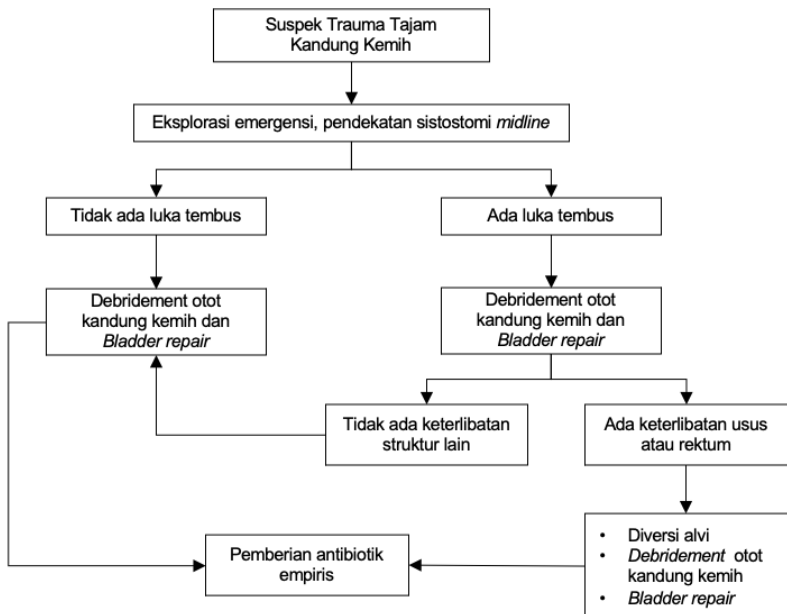 Suspek Trauma Tajam
Kandung Kemih
Eksplorasi emergensi, pendekatan sistostomi midline
Tidak ada luka tembus
Ada luka tembus
Debridement otot
kandung kemih dan
Bladder repair
Debridement otot
kandung kemih dan
Bladder repair
Tidak ada keterlibatan
struktur lain
Ada keterlibatan usus
atau rektum
Pemberian antibiotik
empiris
• Diversi alvi
• Debridement otot
kandung kemih
• Bladder repair